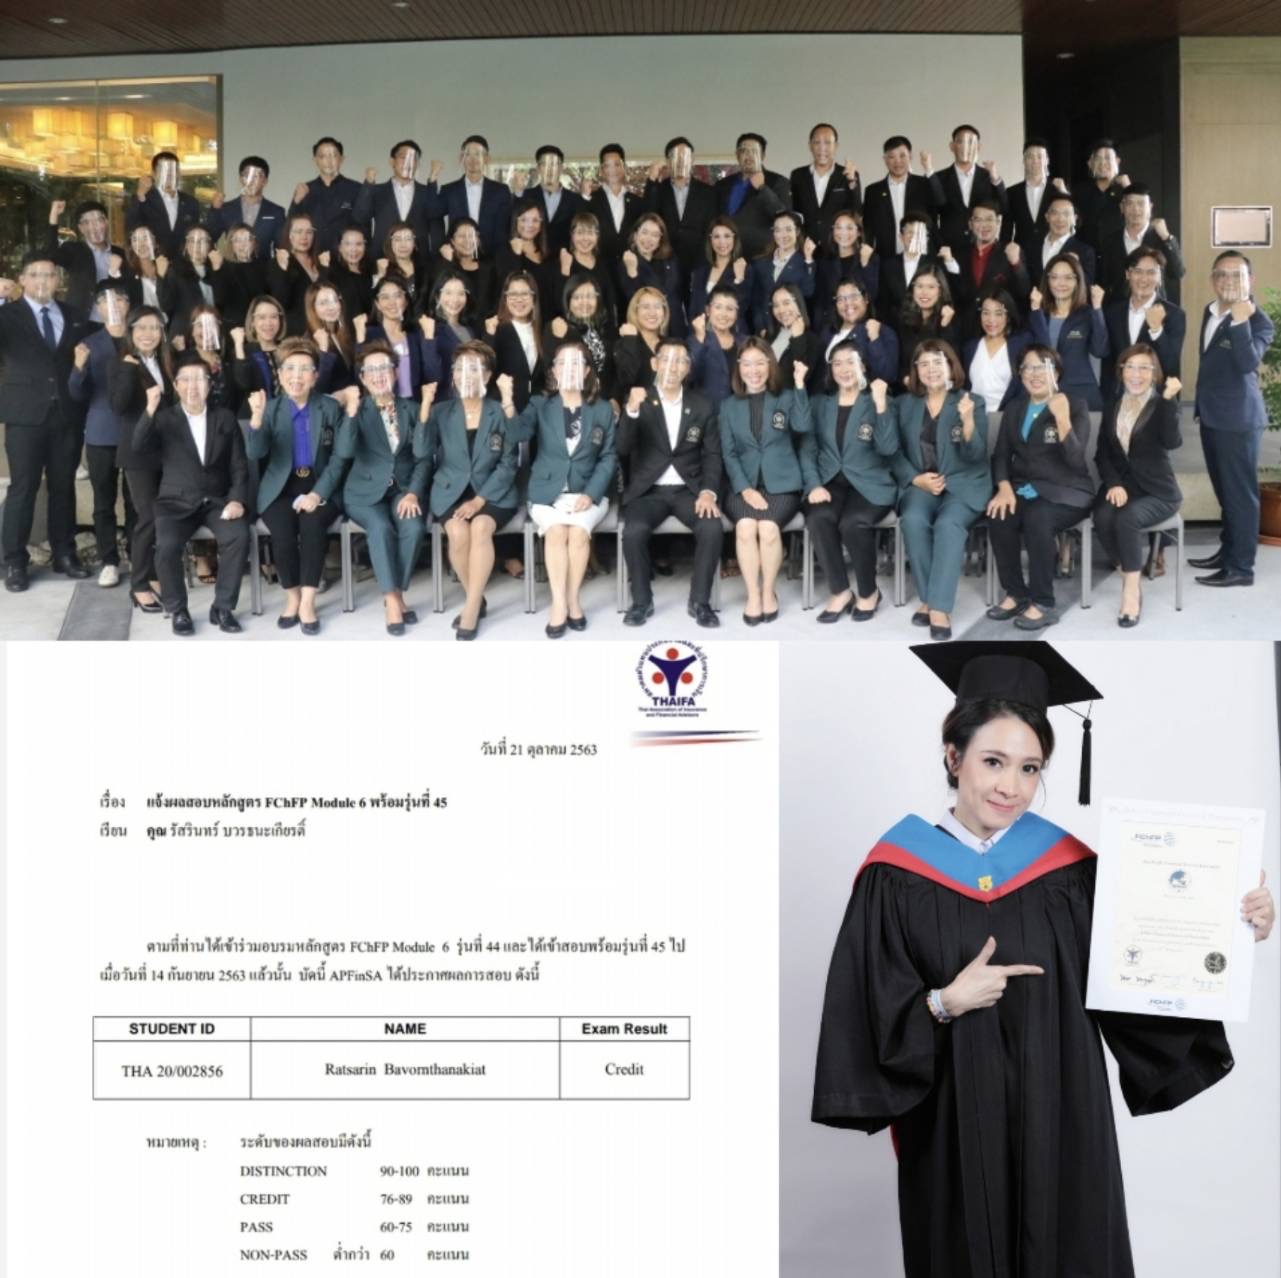 THAIFA
Thai Association of Insurance
and Financial Advisors
วันที่ 21 ตุลาคม 2563
เรื่อง แจ้งผลสอบหลักสูตร FChFP Module 6 พร้อมรุ่นที่ 45
เรียน คุณ รัสรินทร์ บวรธนะเกียรติ์
ตามที่ท่านได้เข้าร่วมอบรมหลักสูตร FChFP Module 6 รุ่นที่ 44 และได้เข้าสอบพร้อมรุ่นที่ 45 ไป
เมื่อวันที่ 14 กันยายน 2563 แล้วนั้น บัดนี้ APFinSA ได้ประกาศผลการสอบ ดังนี้
STUDENT ID NAME Exam Result
THA 20/002856 Ratsarin Bavornthanakiat Credit
หมายเหตุ : ระดับของผลสอบมีดังนี้
DISTINCTION 90-100 คะแนน
CREDIT 76-89 คะแนน
PASS 60-75 คะแนน
NON-PASS ต่ำกว่า 60 คะแนน
FChFP
FChFP